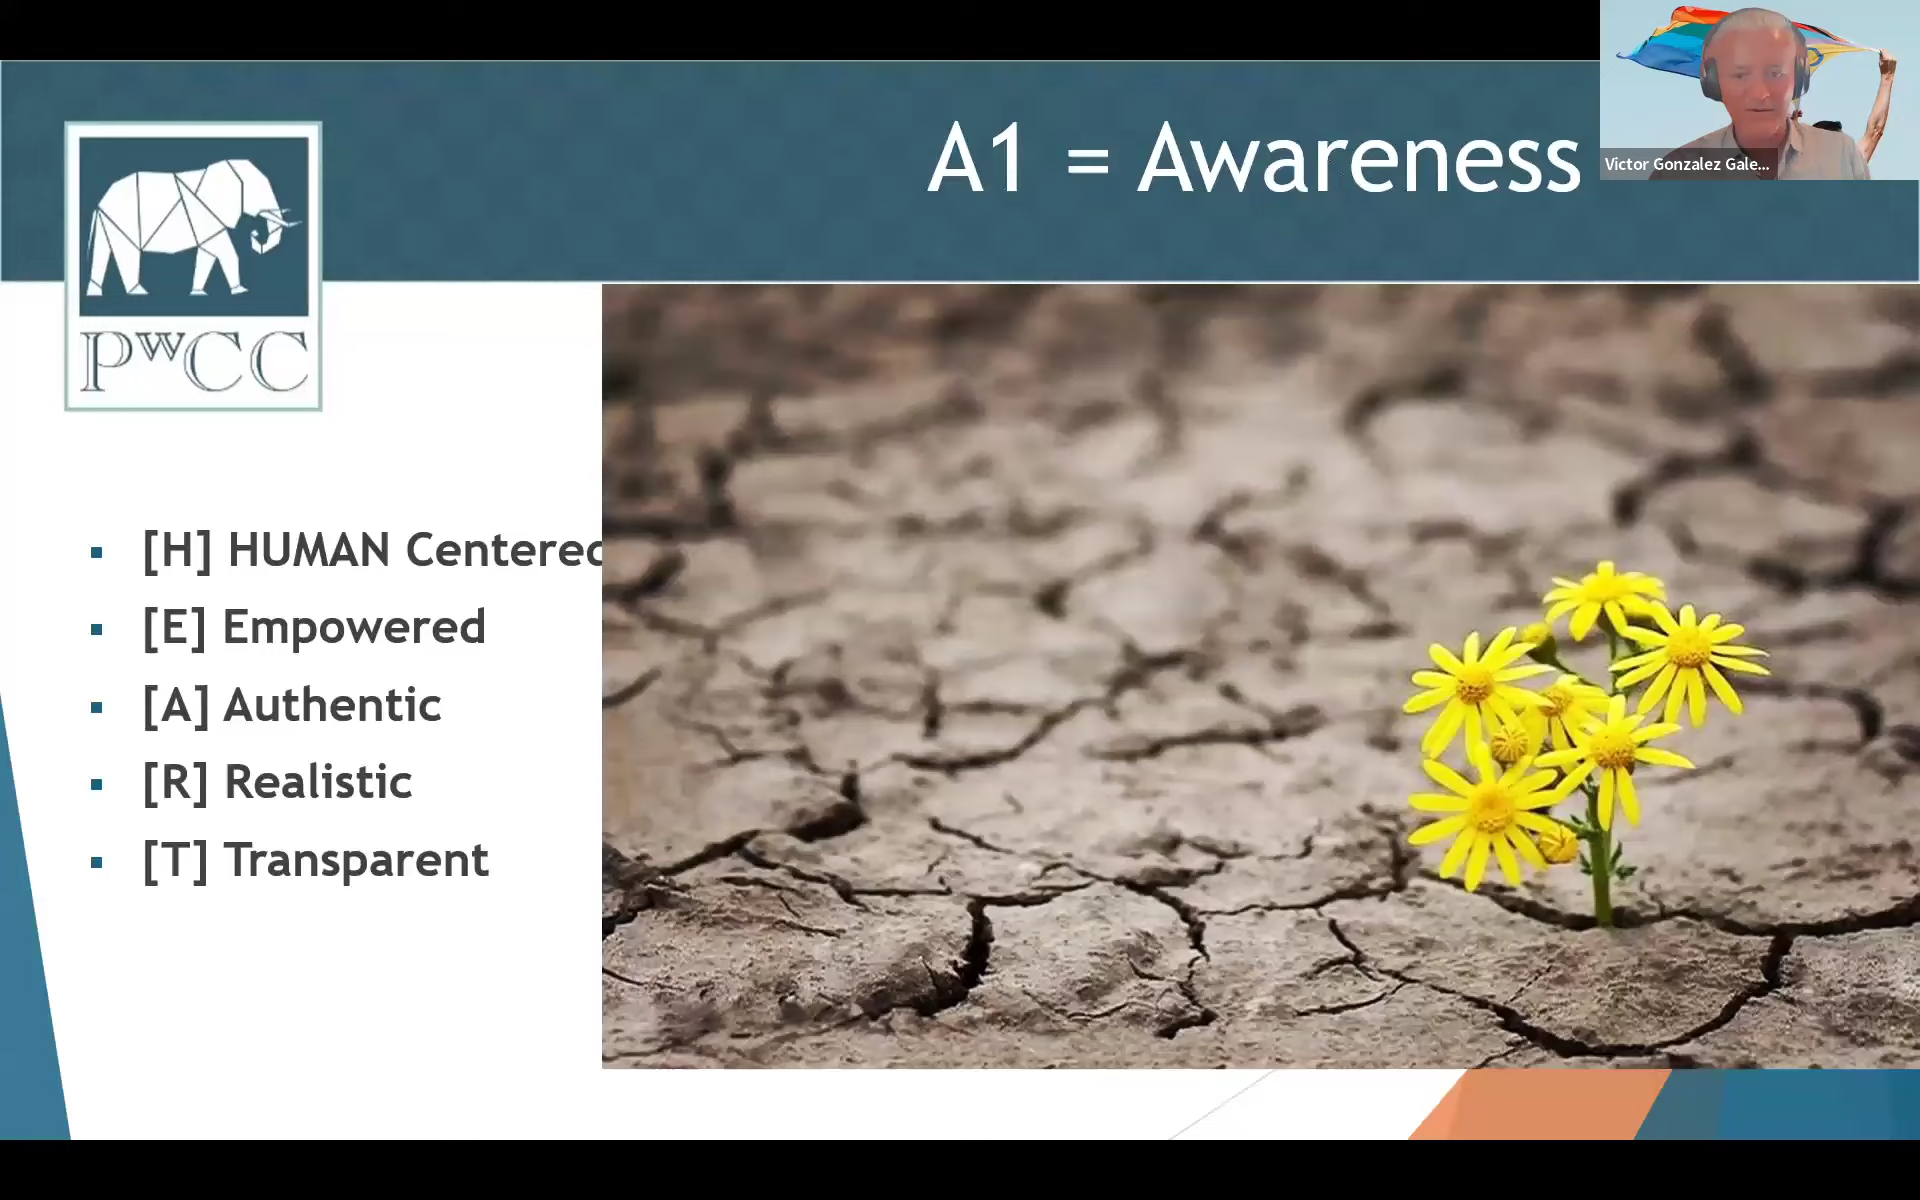 A1 = Awareness
Victor Gonzalez Gale...
PwCC
[H] HUMAN Centered
[E] Empowered
[A] Authentic
[R] Realistic
[T] Transparent